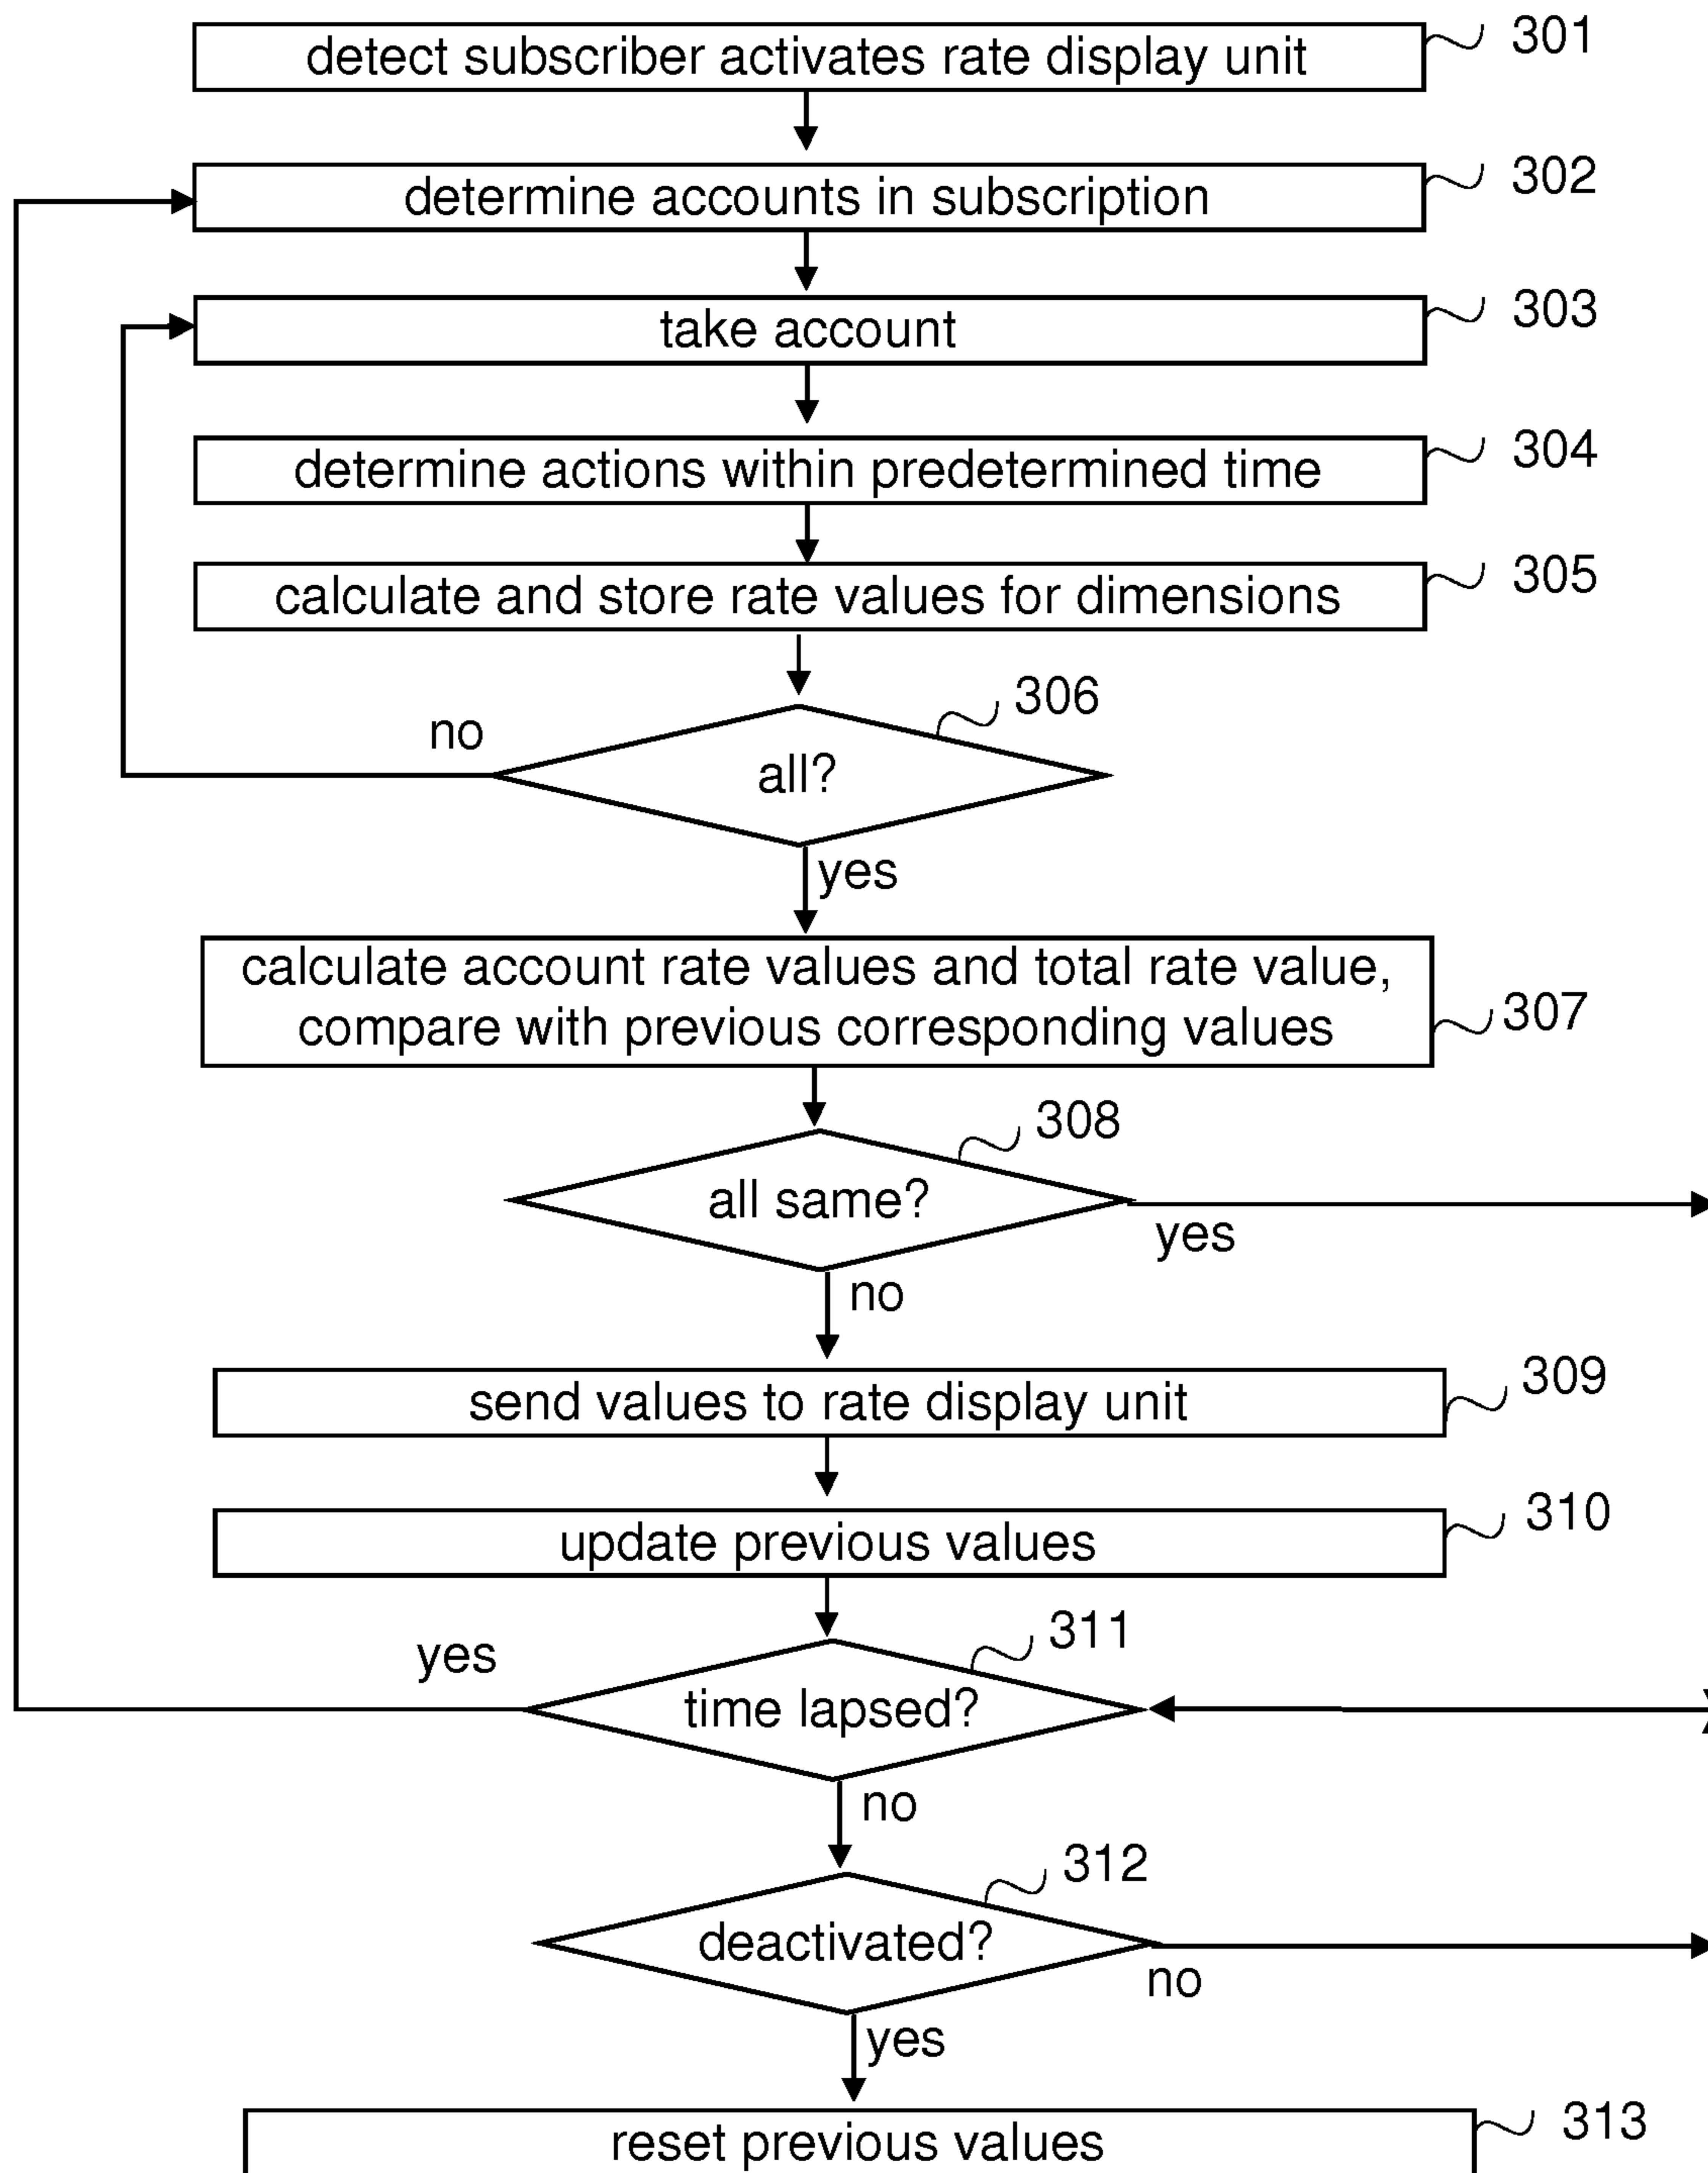 detect subscriber activates rate display unit 301
determine accounts in subscription 302
take account 303
determine actions within predetermined time 304
calculate and store rate values for dimensions 305
306
no
all?
yes
calculate account rate values and total rate value,
compare with previous corresponding values 307
308
all same?
yes
no
send values to rate display unit 309
update previous values 310
311
yes
time lapsed?
no
312
deactivated?
no
yes
reset previous values 313